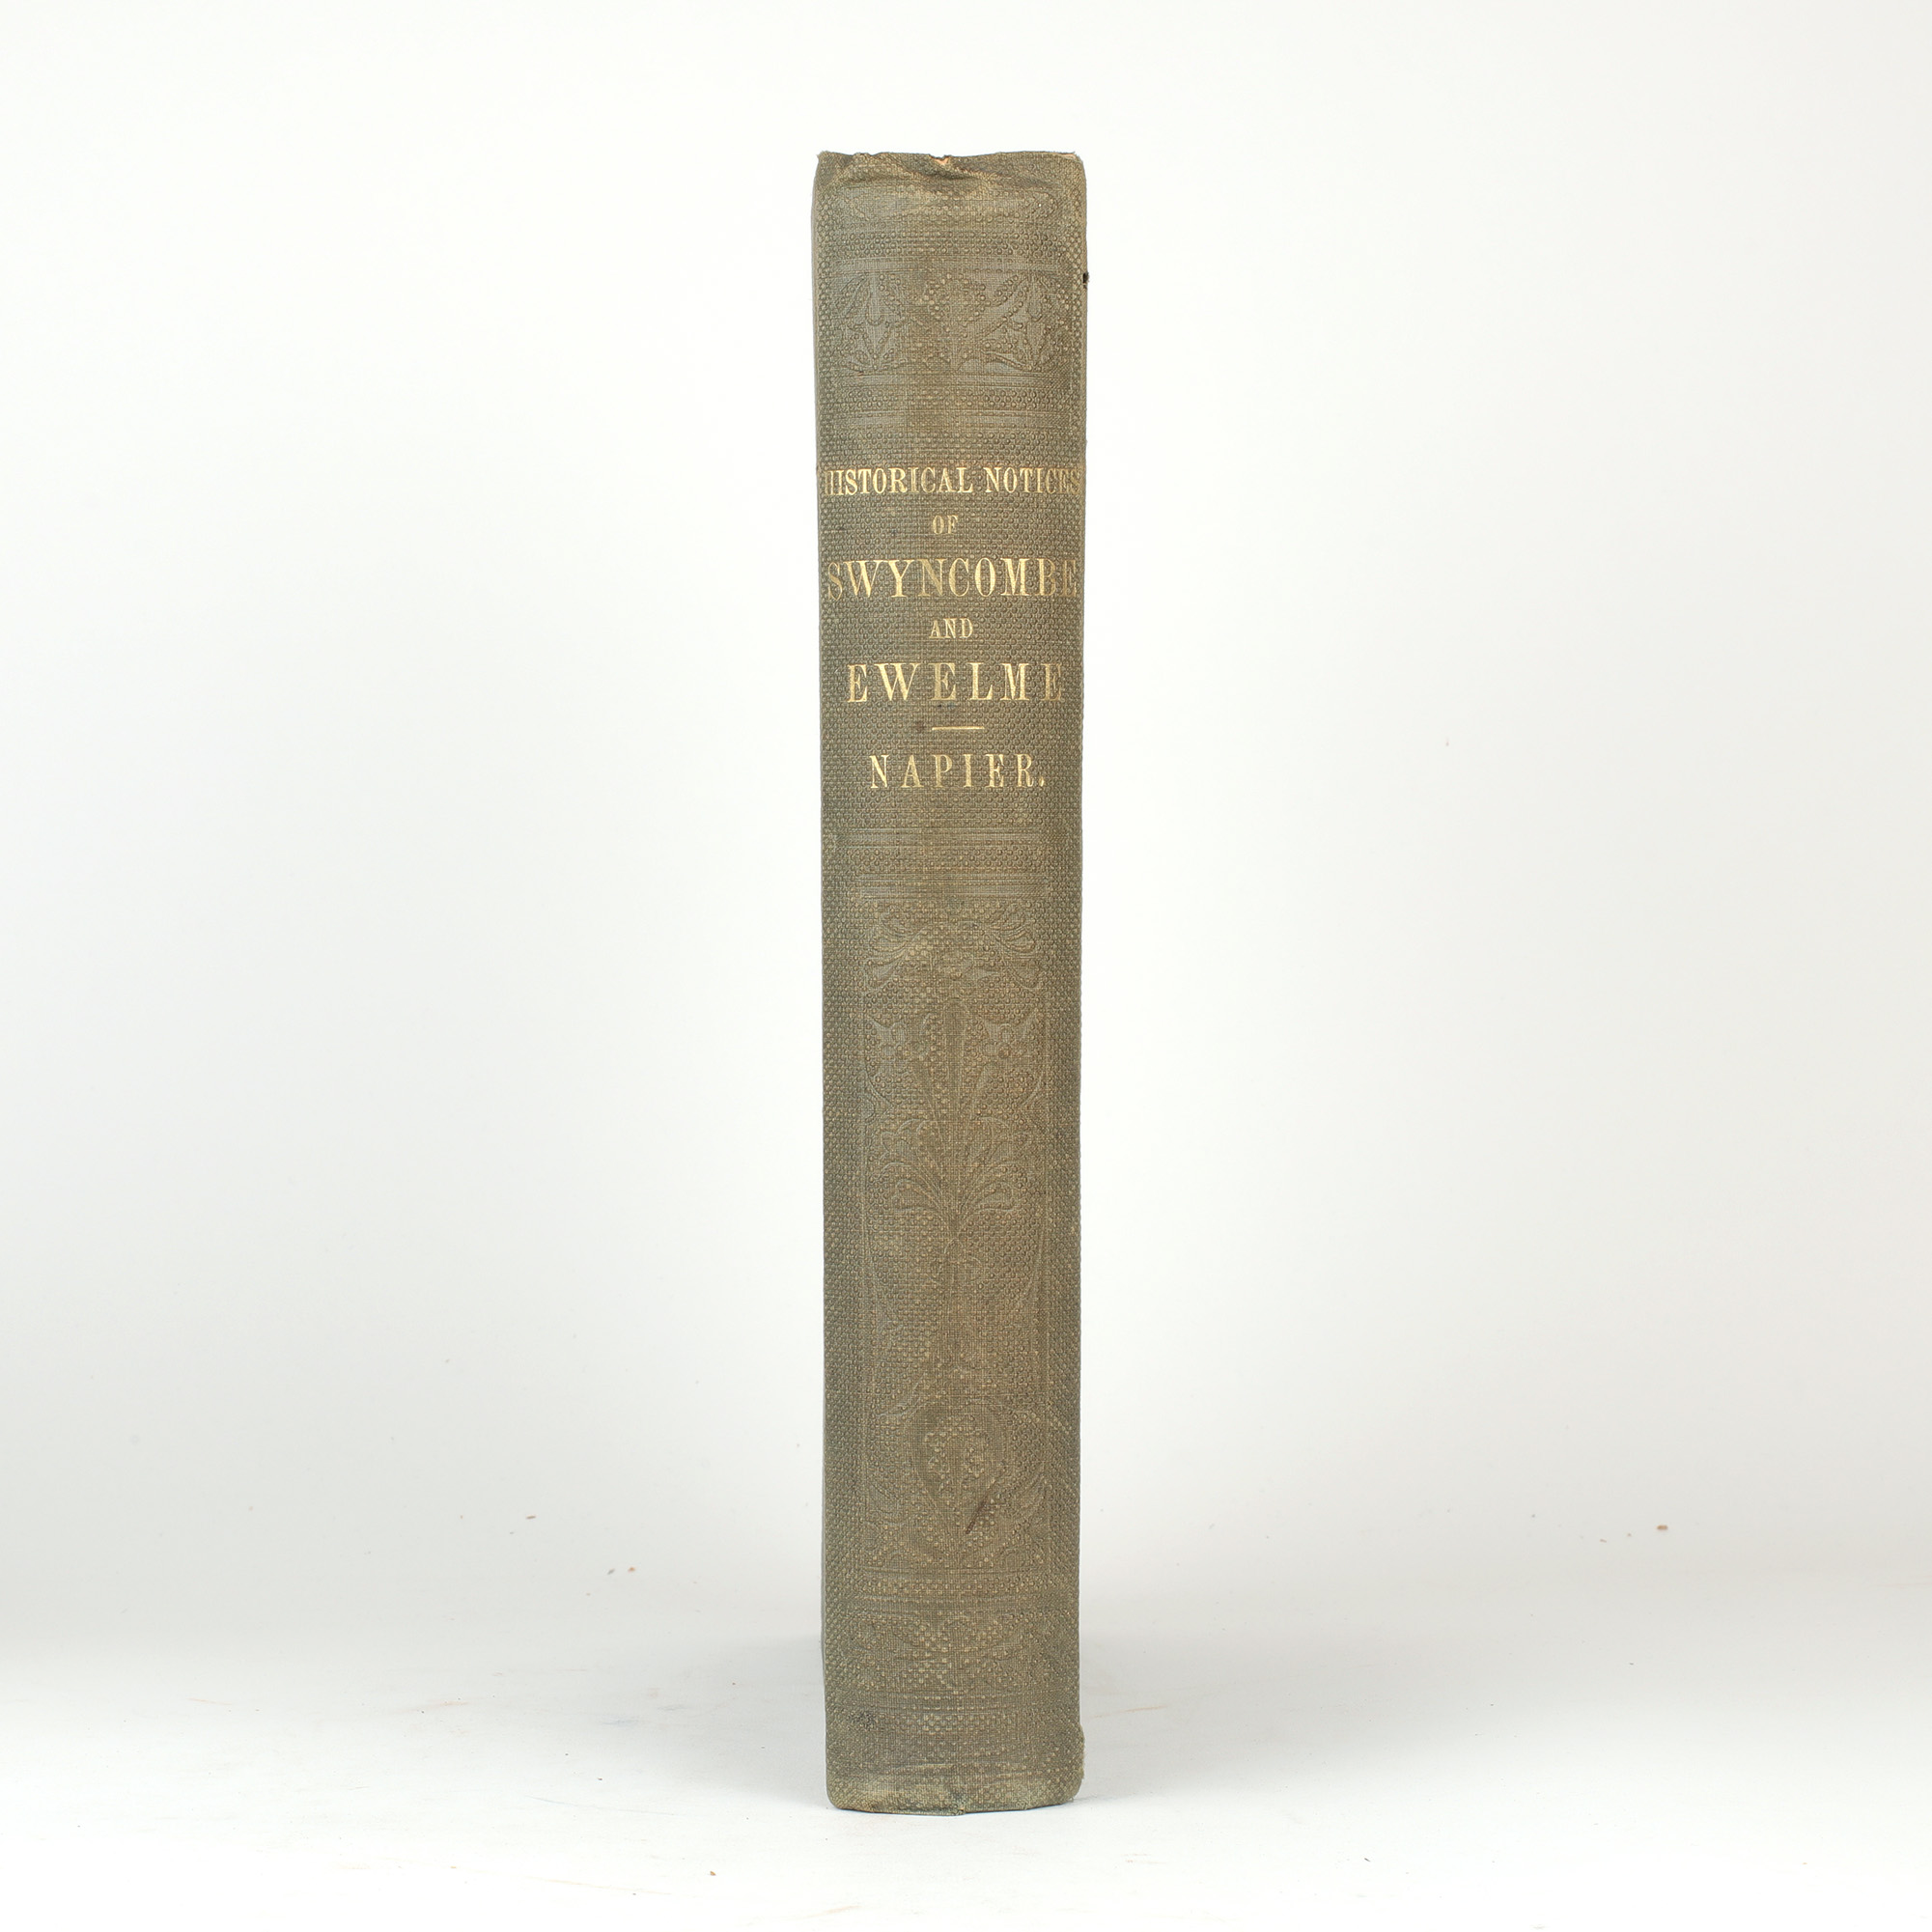 HISTORICAL NOTICES
OF
SWYNCOMBE
AND
EWELME
NAPIER.